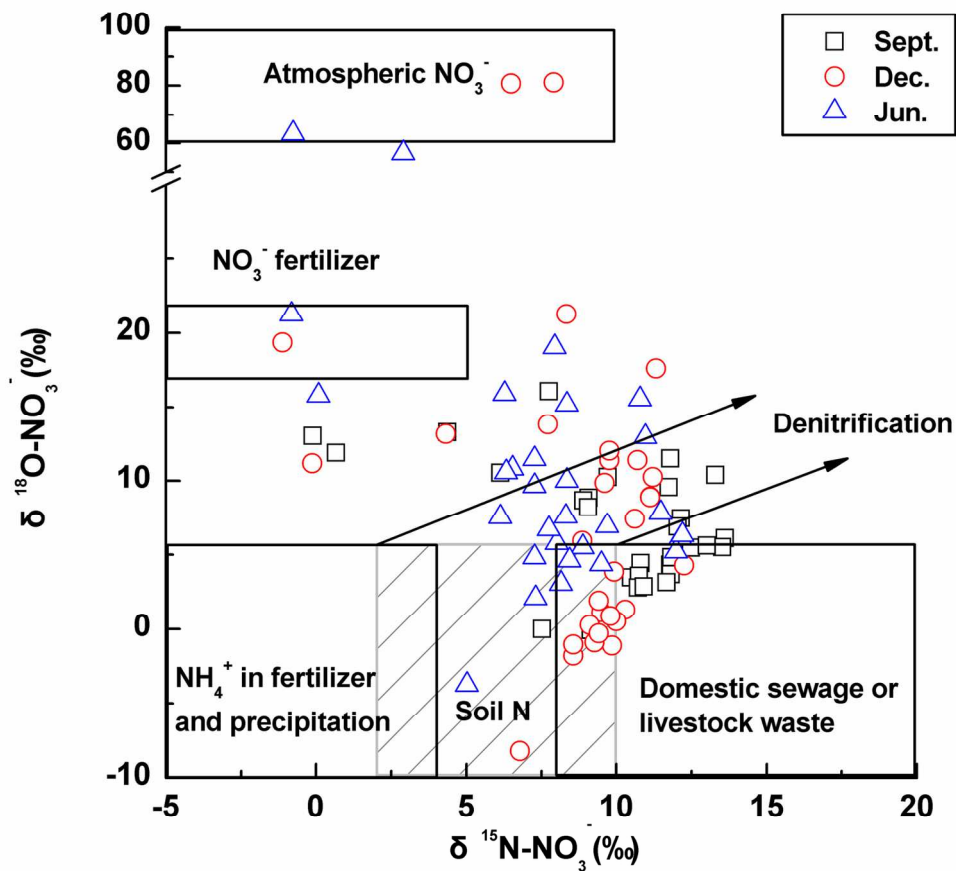 Sept.
Dec.
Jun.
Atmospheric NO₃⁻
NO₃⁻ fertilizer
Denitrification
NH₄⁺ in fertilizer
and precipitation
Soil N
Domestic sewage or
livestock waste
100
80
60
20
10
0
-10
-5
0
5
10
15
20
δ ¹⁸O-NO₃⁻(‰)
δ ¹⁵N-NO₃⁻(‰)